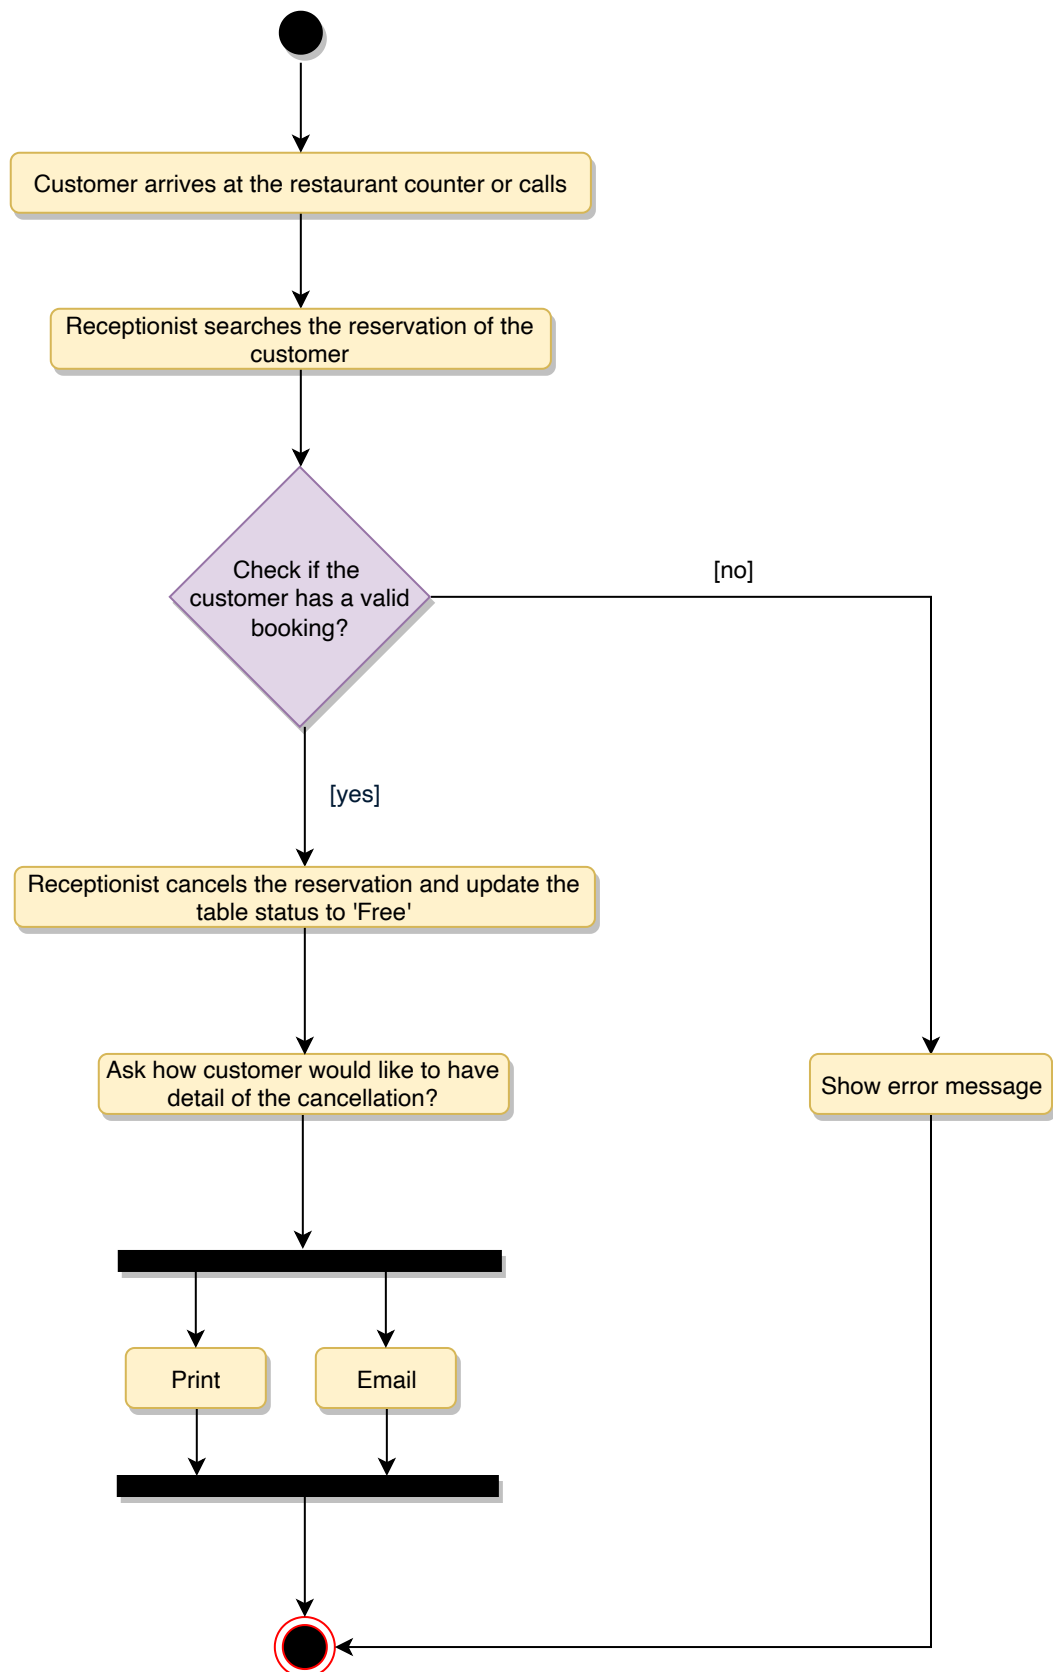 Customer arrives at the restaurant counter or calls
Receptionist searches the reservation of the
customer
Check if the
customer has a valid
booking?
[no]
[yes]
Receptionist cancels the reservation and update the
table status to 'Free'
Ask how customer would like to have
detail of the cancellation?
Show error message
Print
Email